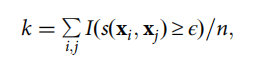 k = ∑_{i,j} I(s(𝐱_i, 𝐱_j) ≥ ϵ)/n,